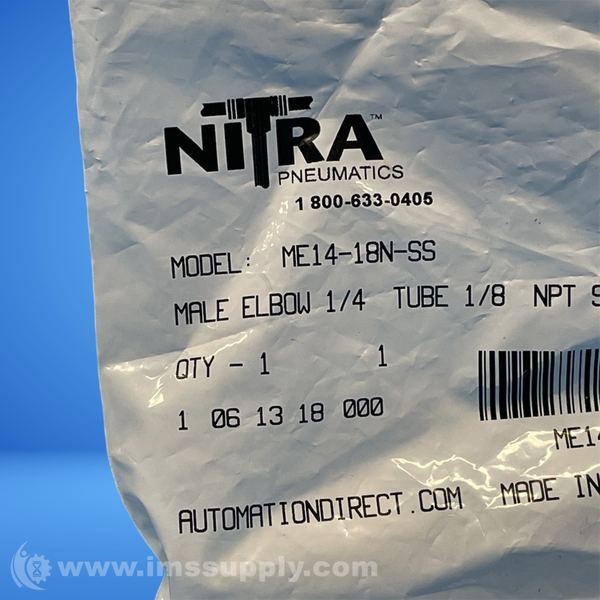 NITRA™
PNEUMATICS
1 800-633-0405
MODEL: ME14-18N-SS
MALE ELBOW 1/4 TUBE 1/8 NPT
QTY - 1 1
1 06 13 18 000
ME14
AUTOMATIONDIRECT.COM MADE IN
www.imssupply.com